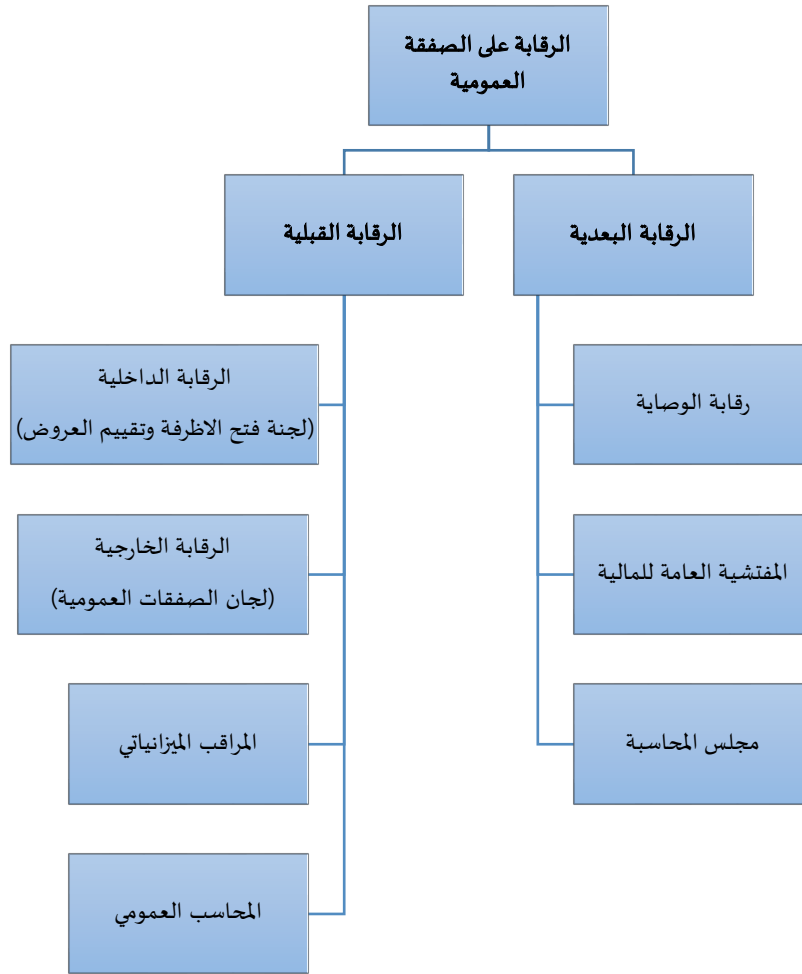 الرقابة على الصفقة
العمومية
الرقابة البعدية
الرقابة القبلية
رقابة الوصاية
المفتشية العامة للمالية
مجلس المحاسبة
الرقابة الداخلية
(لجنة فتح الاظرفة وتقييم العروض)
الرقابة الخارجية
(لجان الصفقات العمومية)
المراقب الميزانياتي
المحاسب العمومي